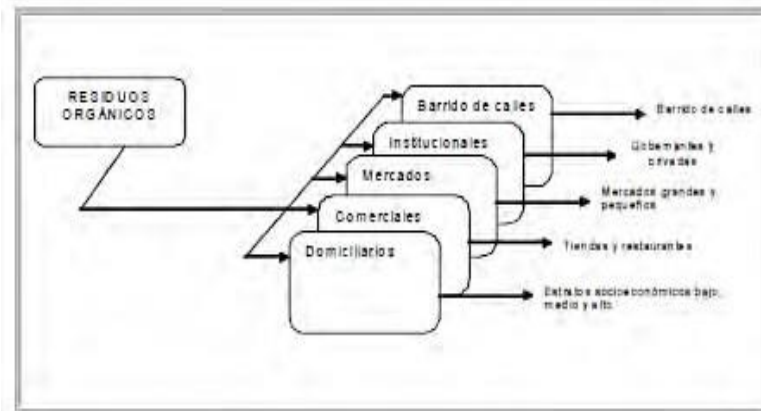 RESIDUOS
ORGÁNICOS
Barrido de calles
Institucionales
Mercados
Comerciales
Domiciliarios
Barrido de calles
Gobernantes y
privadas
Mercados grandes y
pequeños
Tiendas y restaurantes
Estratos socioeconómicos bajo,
medio y alto